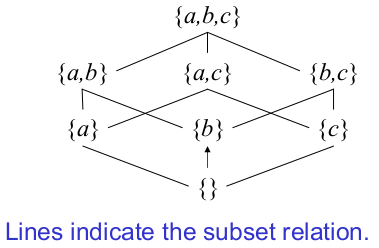 {a,b,c}
{a,b} {a,c} {b,c}
{a} {b} {c}
{}
Lines indicate the subset relation.